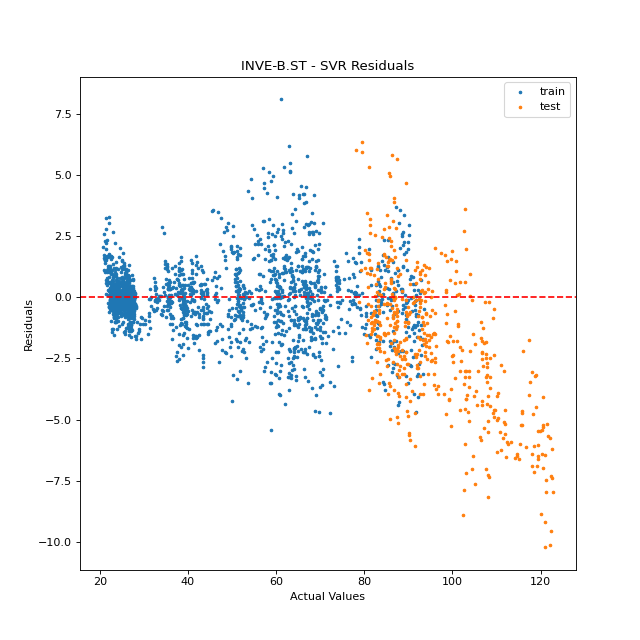 INVE-B.ST - SVR Residuals
train
test
7.5
5.0
2.5
0.0
−2.5
−5.0
−7.5
−10.0
Residuals
20 40 60 80 100 120
Actual Values